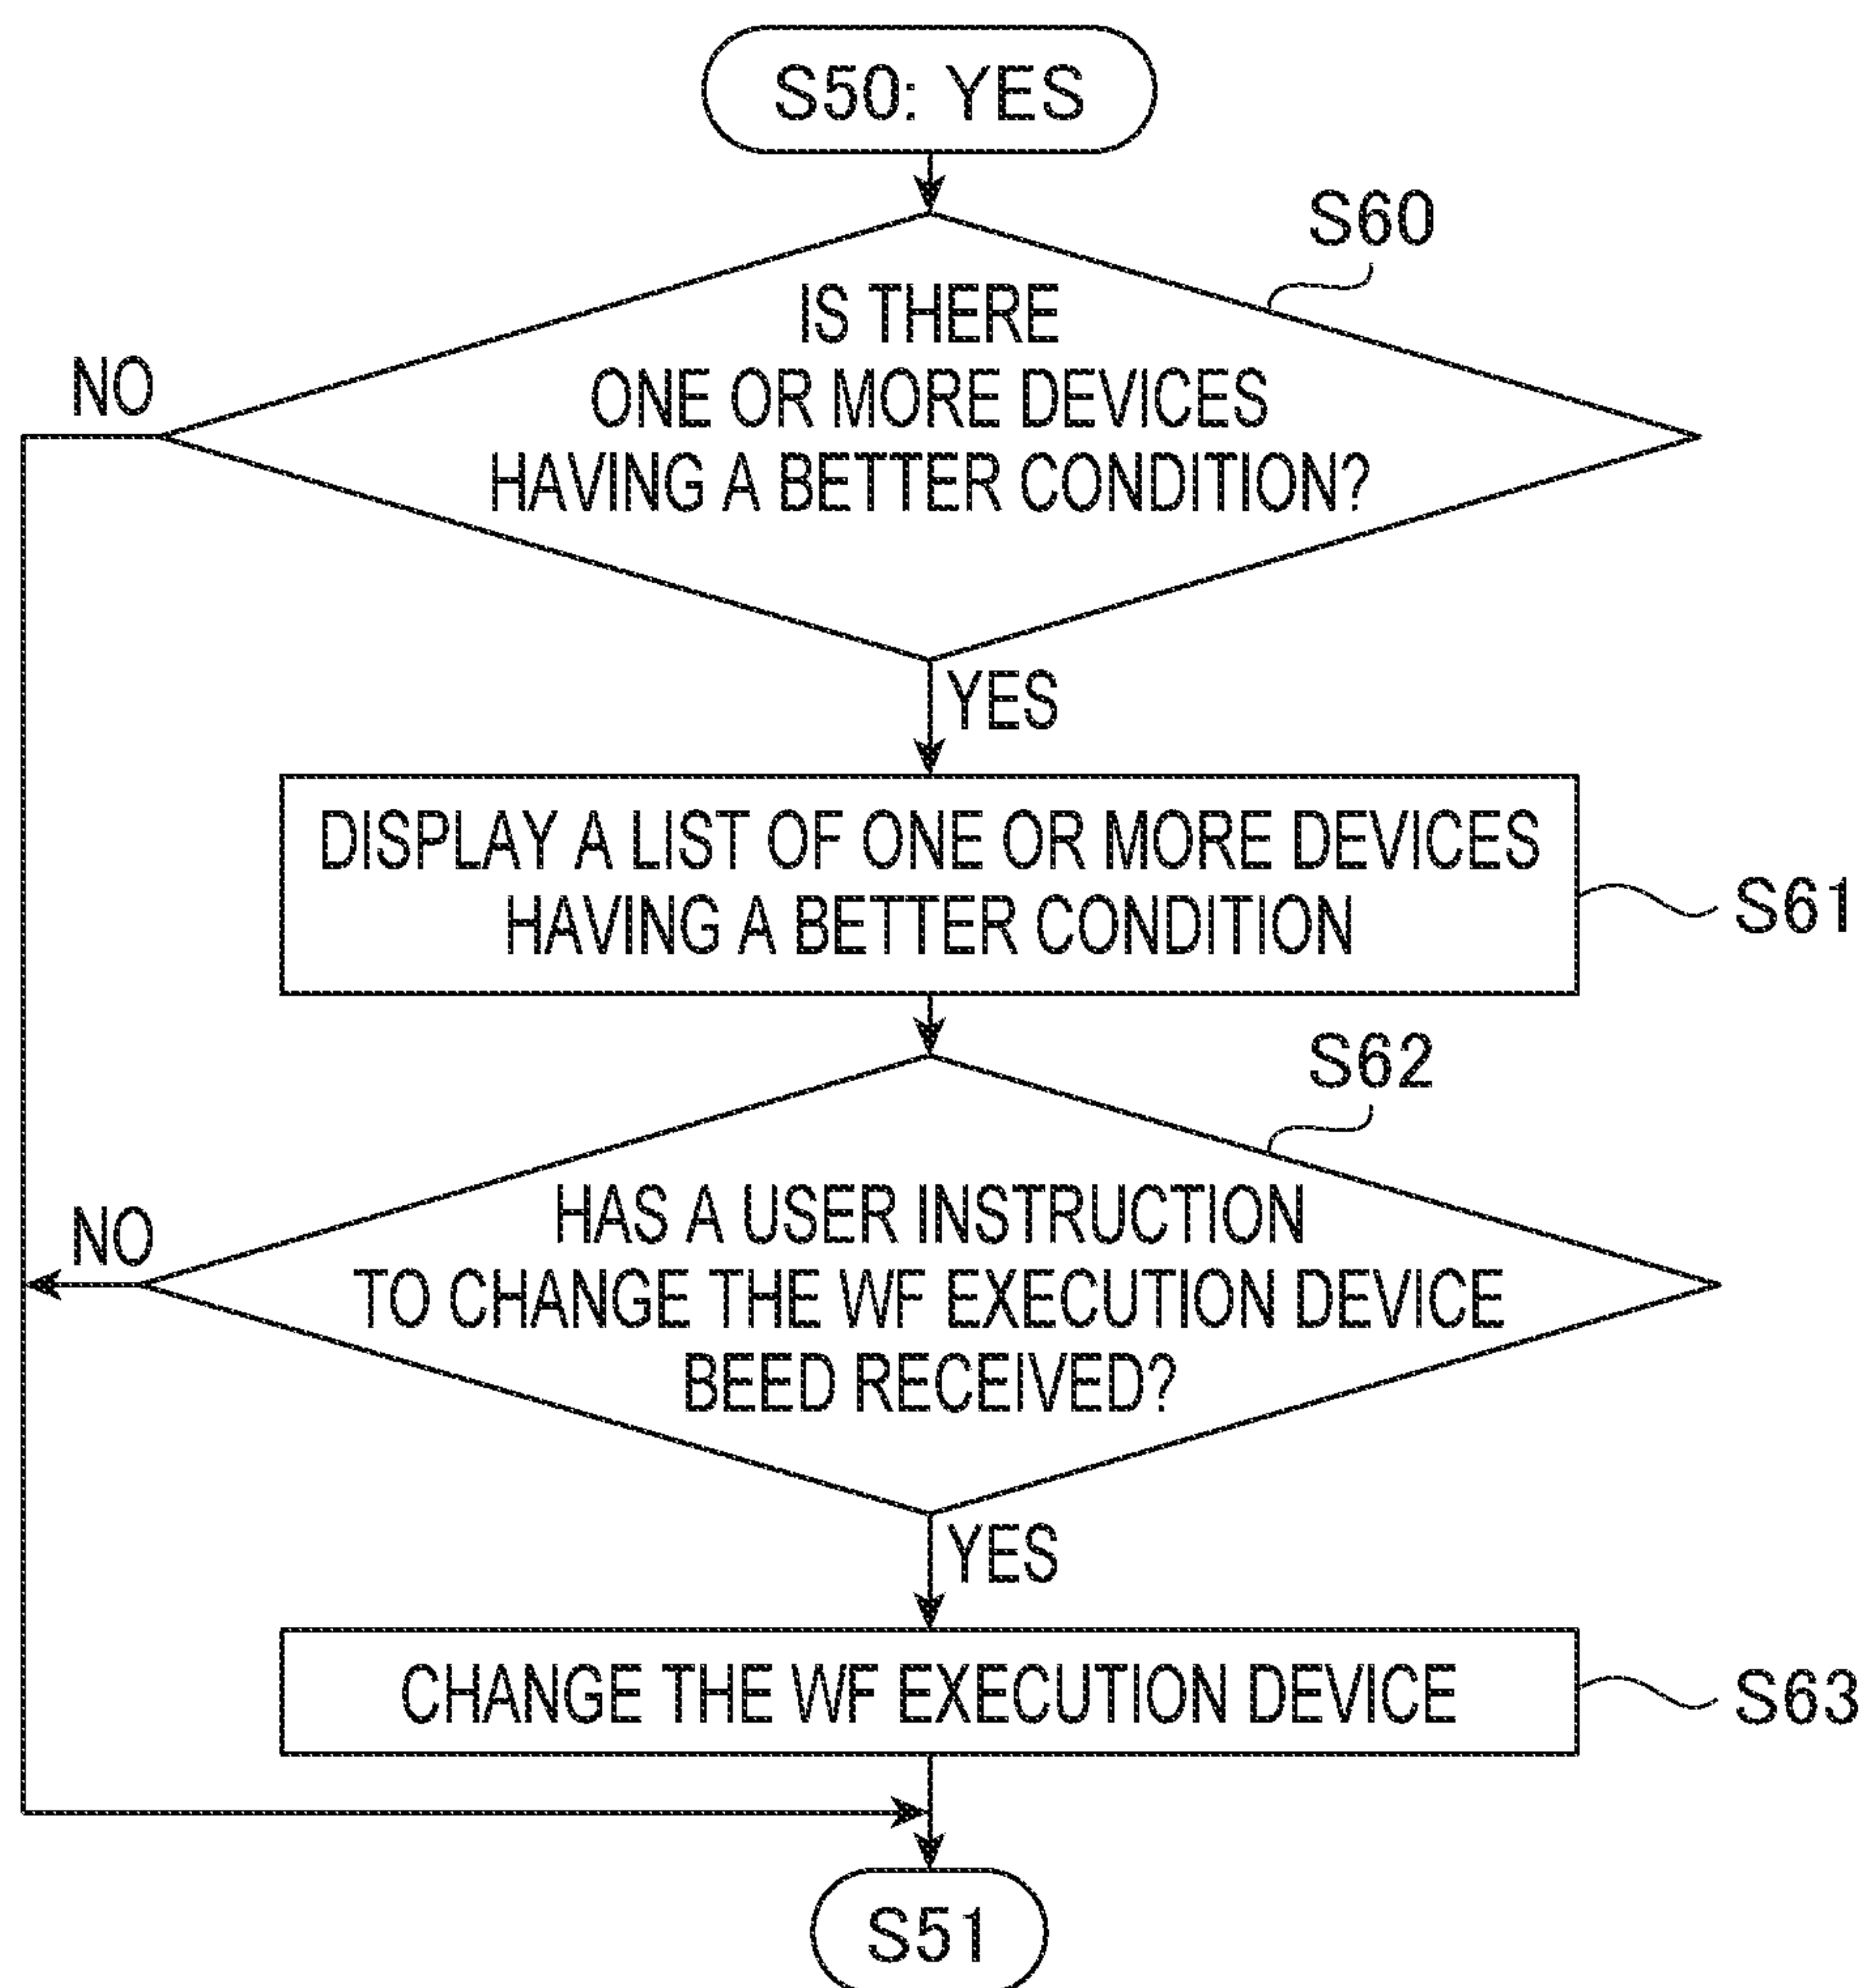 S50: YES
S60
IS THERE
ONE OR MORE DEVICES
HAVING A BETTER CONDITION?
NO
YES
DISPLAY A LIST OF ONE OR MORE DEVICES
HAVING A BETTER CONDITION
S61
S62
HAS A USER INSTRUCTION
TO CHANGE THE WF EXECUTION DEVICE
BEED RECEIVED?
NO
YES
CHANGE THE WF EXECUTION DEVICE
S63
S51